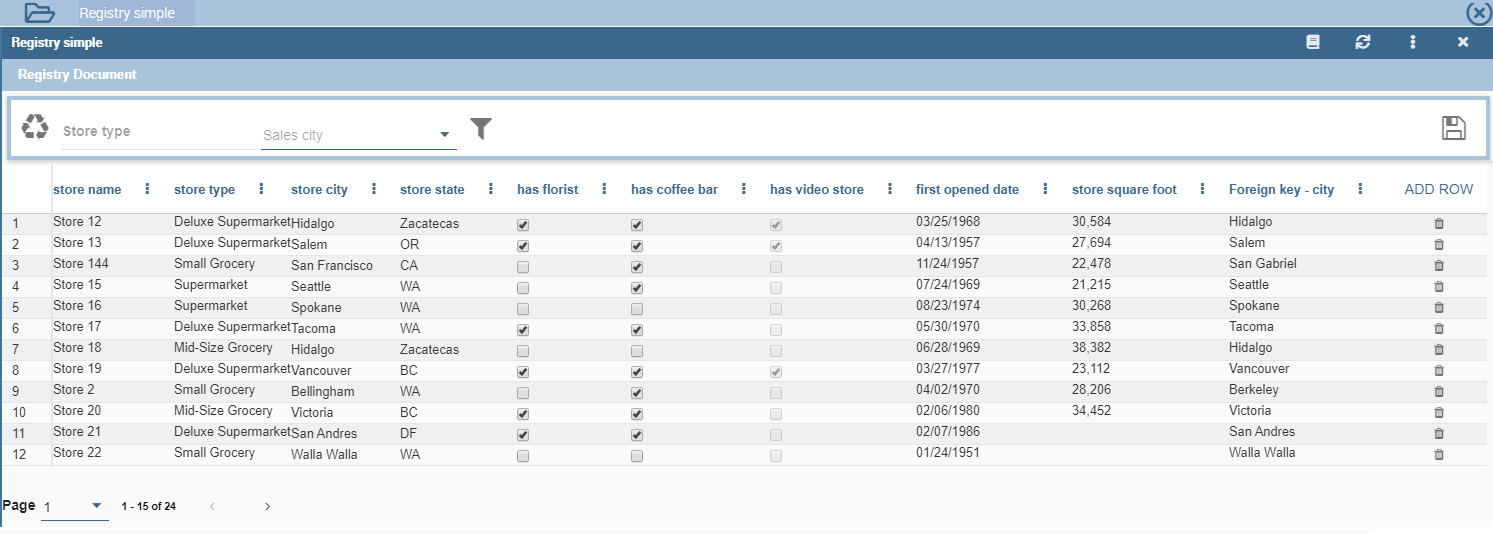 Registry simple
Registry simple
Registry Document
Store type Sales city
store name store type store city store state has florist has coffee bar has video store first opened date store square foot Foreign key - city ADD ROW
1 Store 12 Deluxe Supermarket Hidalgo Zacatecas 03/25/1968 30,584 Hidalgo
2 Store 13 Deluxe Supermarket Salem OR 04/13/1957 27,694 Salem
3 Store 144 Small Grocery San Francisco CA 11/24/1957 22,478 San Gabriel
4 Store 15 Supermarket Seattle WA 07/24/1969 21,215 Seattle
5 Store 16 Supermarket Spokane WA 08/23/1974 30,268 Spokane
6 Store 17 Deluxe Supermarket Tacoma WA 05/30/1970 33,858 Tacoma
7 Store 18 Mid-Size Grocery Hidalgo Zacatecas 06/28/1969 38,382 Hidalgo
8 Store 19 Deluxe Supermarket Vancouver BC 03/27/1977 23,112 Vancouver
9 Store 2 Small Grocery Bellingham WA 04/02/1970 28,206 Berkeley
10 Store 20 Mid-Size Grocery Victoria BC 02/06/1980 34,452 Victoria
11 Store 21 Deluxe Supermarket San Andres DF 02/07/1986 San Andres
12 Store 22 Small Grocery Walla Walla WA 01/24/1951 Walla Walla
Page 1 1 - 15 of 24